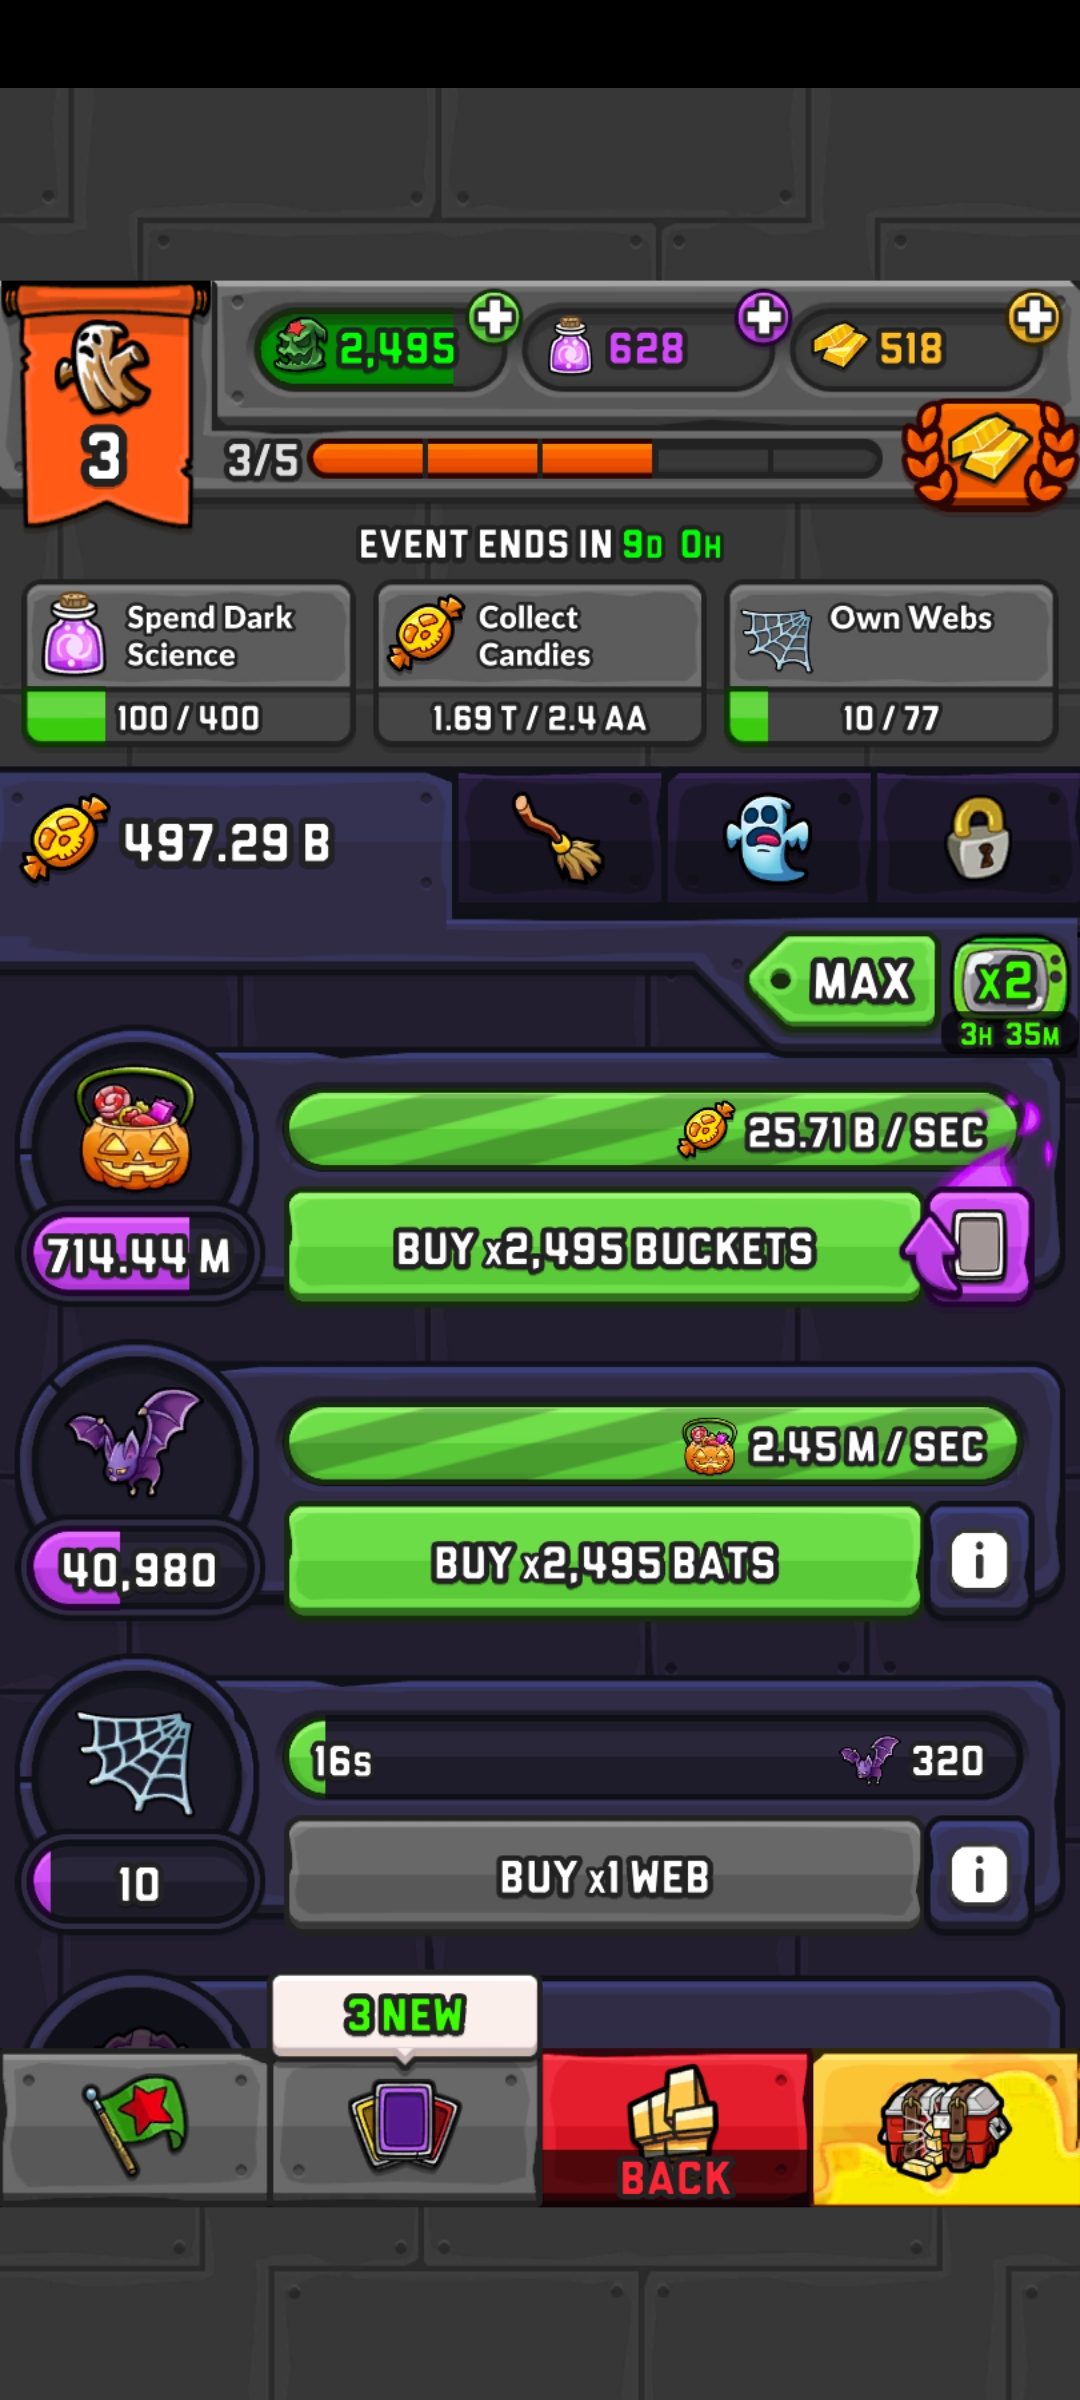 2,495
628
518
3
3/5
EVENT ENDS IN 9D 0H
Spend Dark
Science
100 / 400
Collect
Candies
1.69 T / 2.4 AA
Own Webs
10 / 77
497.29 B
MAX
x2
3H 35M
25.71 B / SEC
714.44 M
BUY x2,495 BUCKETS
2.45 M / SEC
40,980
BUY x2,495 BATS
i
16s
320
10
BUY x1 WEB
i
3 NEW
BACK